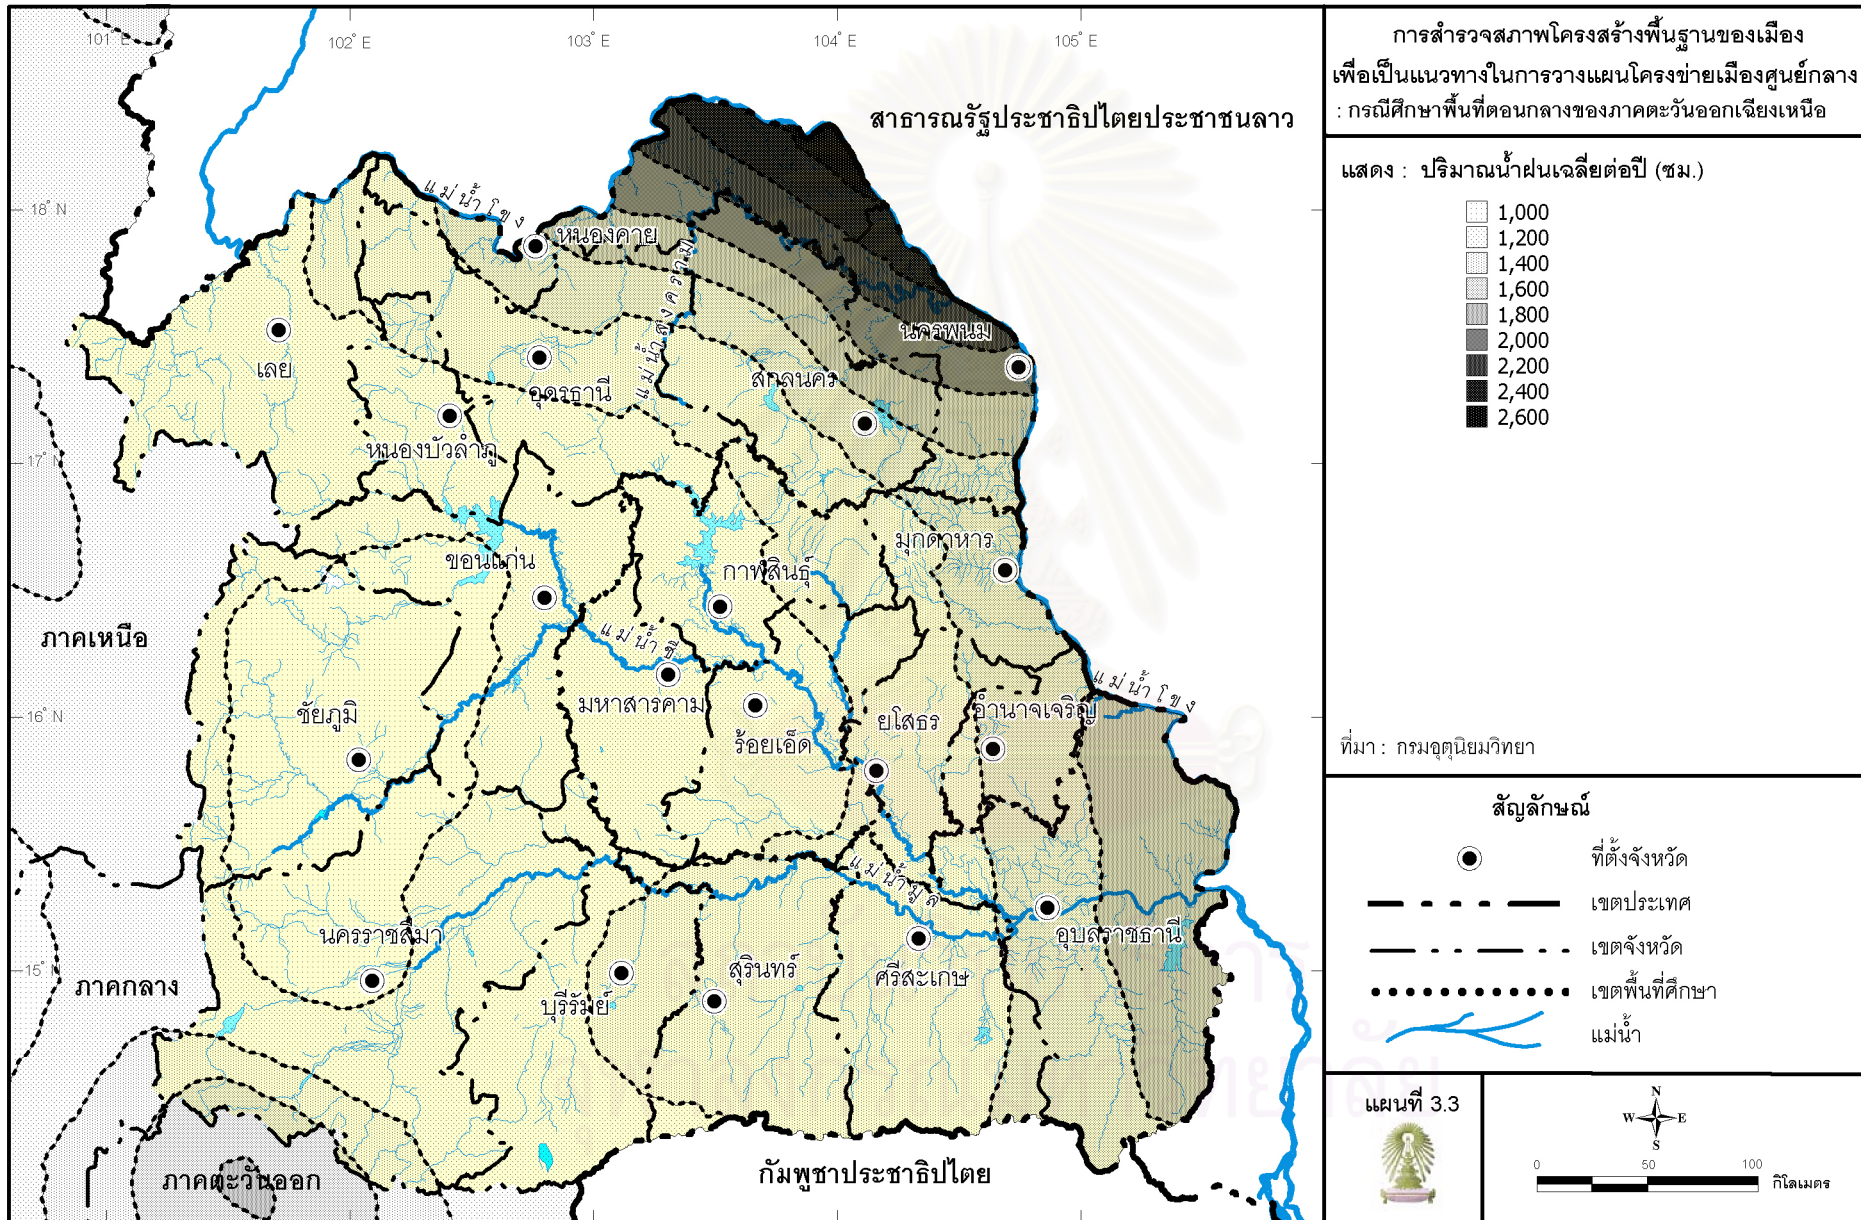 101° E
102° E
103° E
104° E
105° E
18° N
17° N
16° N
15° N
สาธารณรัฐประชาธิปไตยประชาชนลาว
แม่น้ำโขง
หนองคาย
แม่น้ำสงคราม
นครพนม
เลย
อุดรธานี
สกลนคร
หนองบัวลำภู
ขอนแก่น
กาฬสินธุ์
มุกดาหาร
ภาคเหนือ
แม่น้ำชี
แม่น้ำโขง
ชัยภูมิ
มหาสารคาม
ร้อยเอ็ด
ยโสธร
อำนาจเจริญ
แม่น้ำมูล
นครราชสีมา
บุรีรัมย์
สุรินทร์
ศรีสะเกษ
อุบลราชธานี
ภาคกลาง
ภาคตะวันออก
กัมพูชาประชาธิปไตย
การสำรวจสภาพโครงสร้างพื้นฐานของเมือง
เพื่อเป็นแนวทางในการวางแผนโครงข่ายเมืองศูนย์กลาง
: กรณีศึกษาพื้นที่ตอนกลางของภาคตะวันออกเฉียงเหนือ
แสดง : ปริมาณน้ำฝนเฉลี่ยต่อปี (ซม.)
1,000
1,200
1,400
1,600
1,800
2,000
2,200
2,400
2,600
ที่มา : กรมอุตุนิยมวิทยา
สัญลักษณ์
ที่ตั้งจังหวัด
เขตประเทศ
เขตจังหวัด
เขตพื้นที่ศึกษา
แม่น้ำ
แผนที่ 3.3
N
W E
S
0 50 100
กิโลเมตร